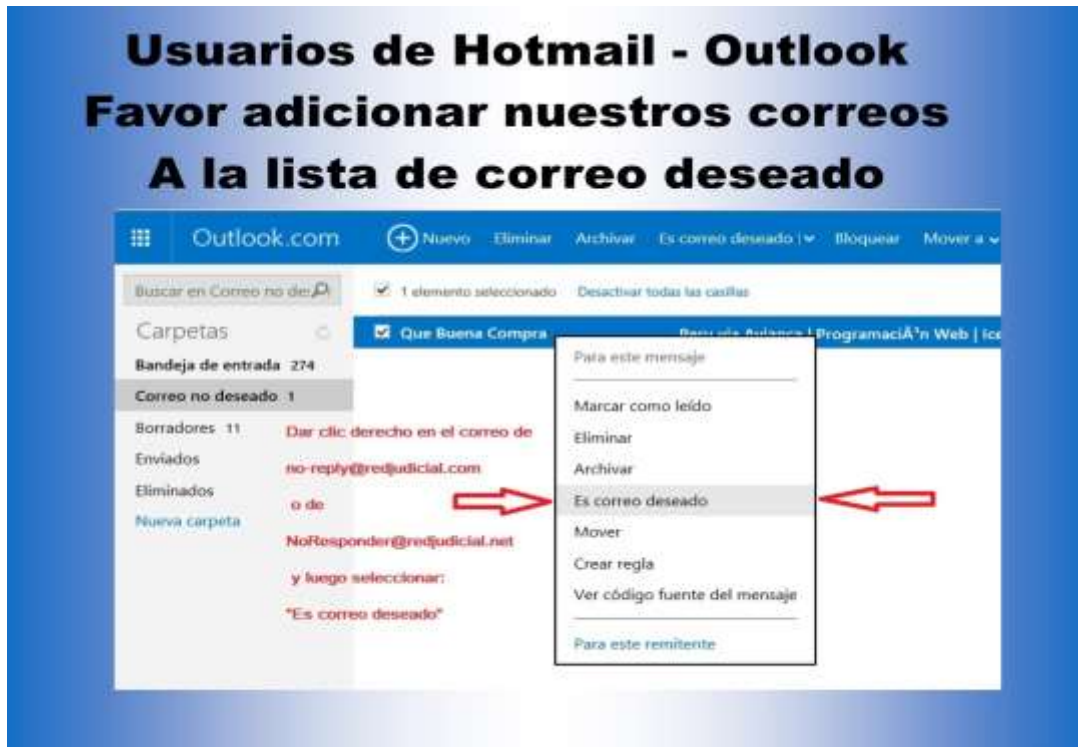 Usuarios de Hotmail - Outlook
Favor adicionar nuestros correos
A la lista de correo deseado
Outlook.com
Nuevo Eliminar Archivar Es correo deseado Bloquear Mover a
Buscar en Correo no des
1 elemento seleccionado Desactivar todas las casillas
Carpetas
Que Buena Compra
ProgramaciÃ³n Web | Ice
Bandeja de entrada 274
Correo no deseado 1
Borradores 11
Enviados
Eliminados
Nueva carpeta
Dar clic derecho en el correo de
no-reply@redjudicial.com
o de
NoResponder@redjudicial.net
y luego seleccionar:
"Es correo deseado"
Para este mensaje
Marcar como leído
Eliminar
Archivar
Es correo deseado
Mover
Crear regla
Ver código fuente del mensaje
Para este remitente